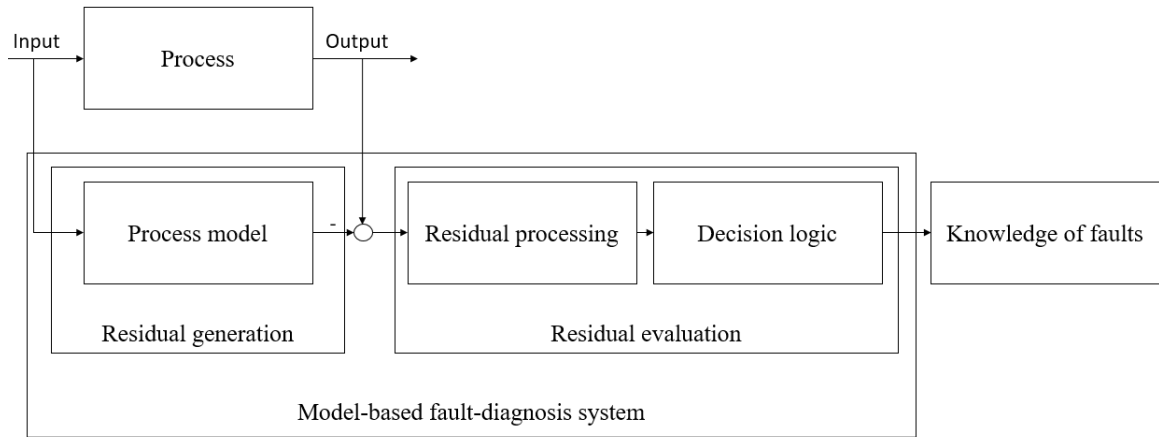 Input
Output
Process
Process model
-
Residual processing
Decision logic
Knowledge of faults
Residual generation
Residual evaluation
Model-based fault-diagnosis system